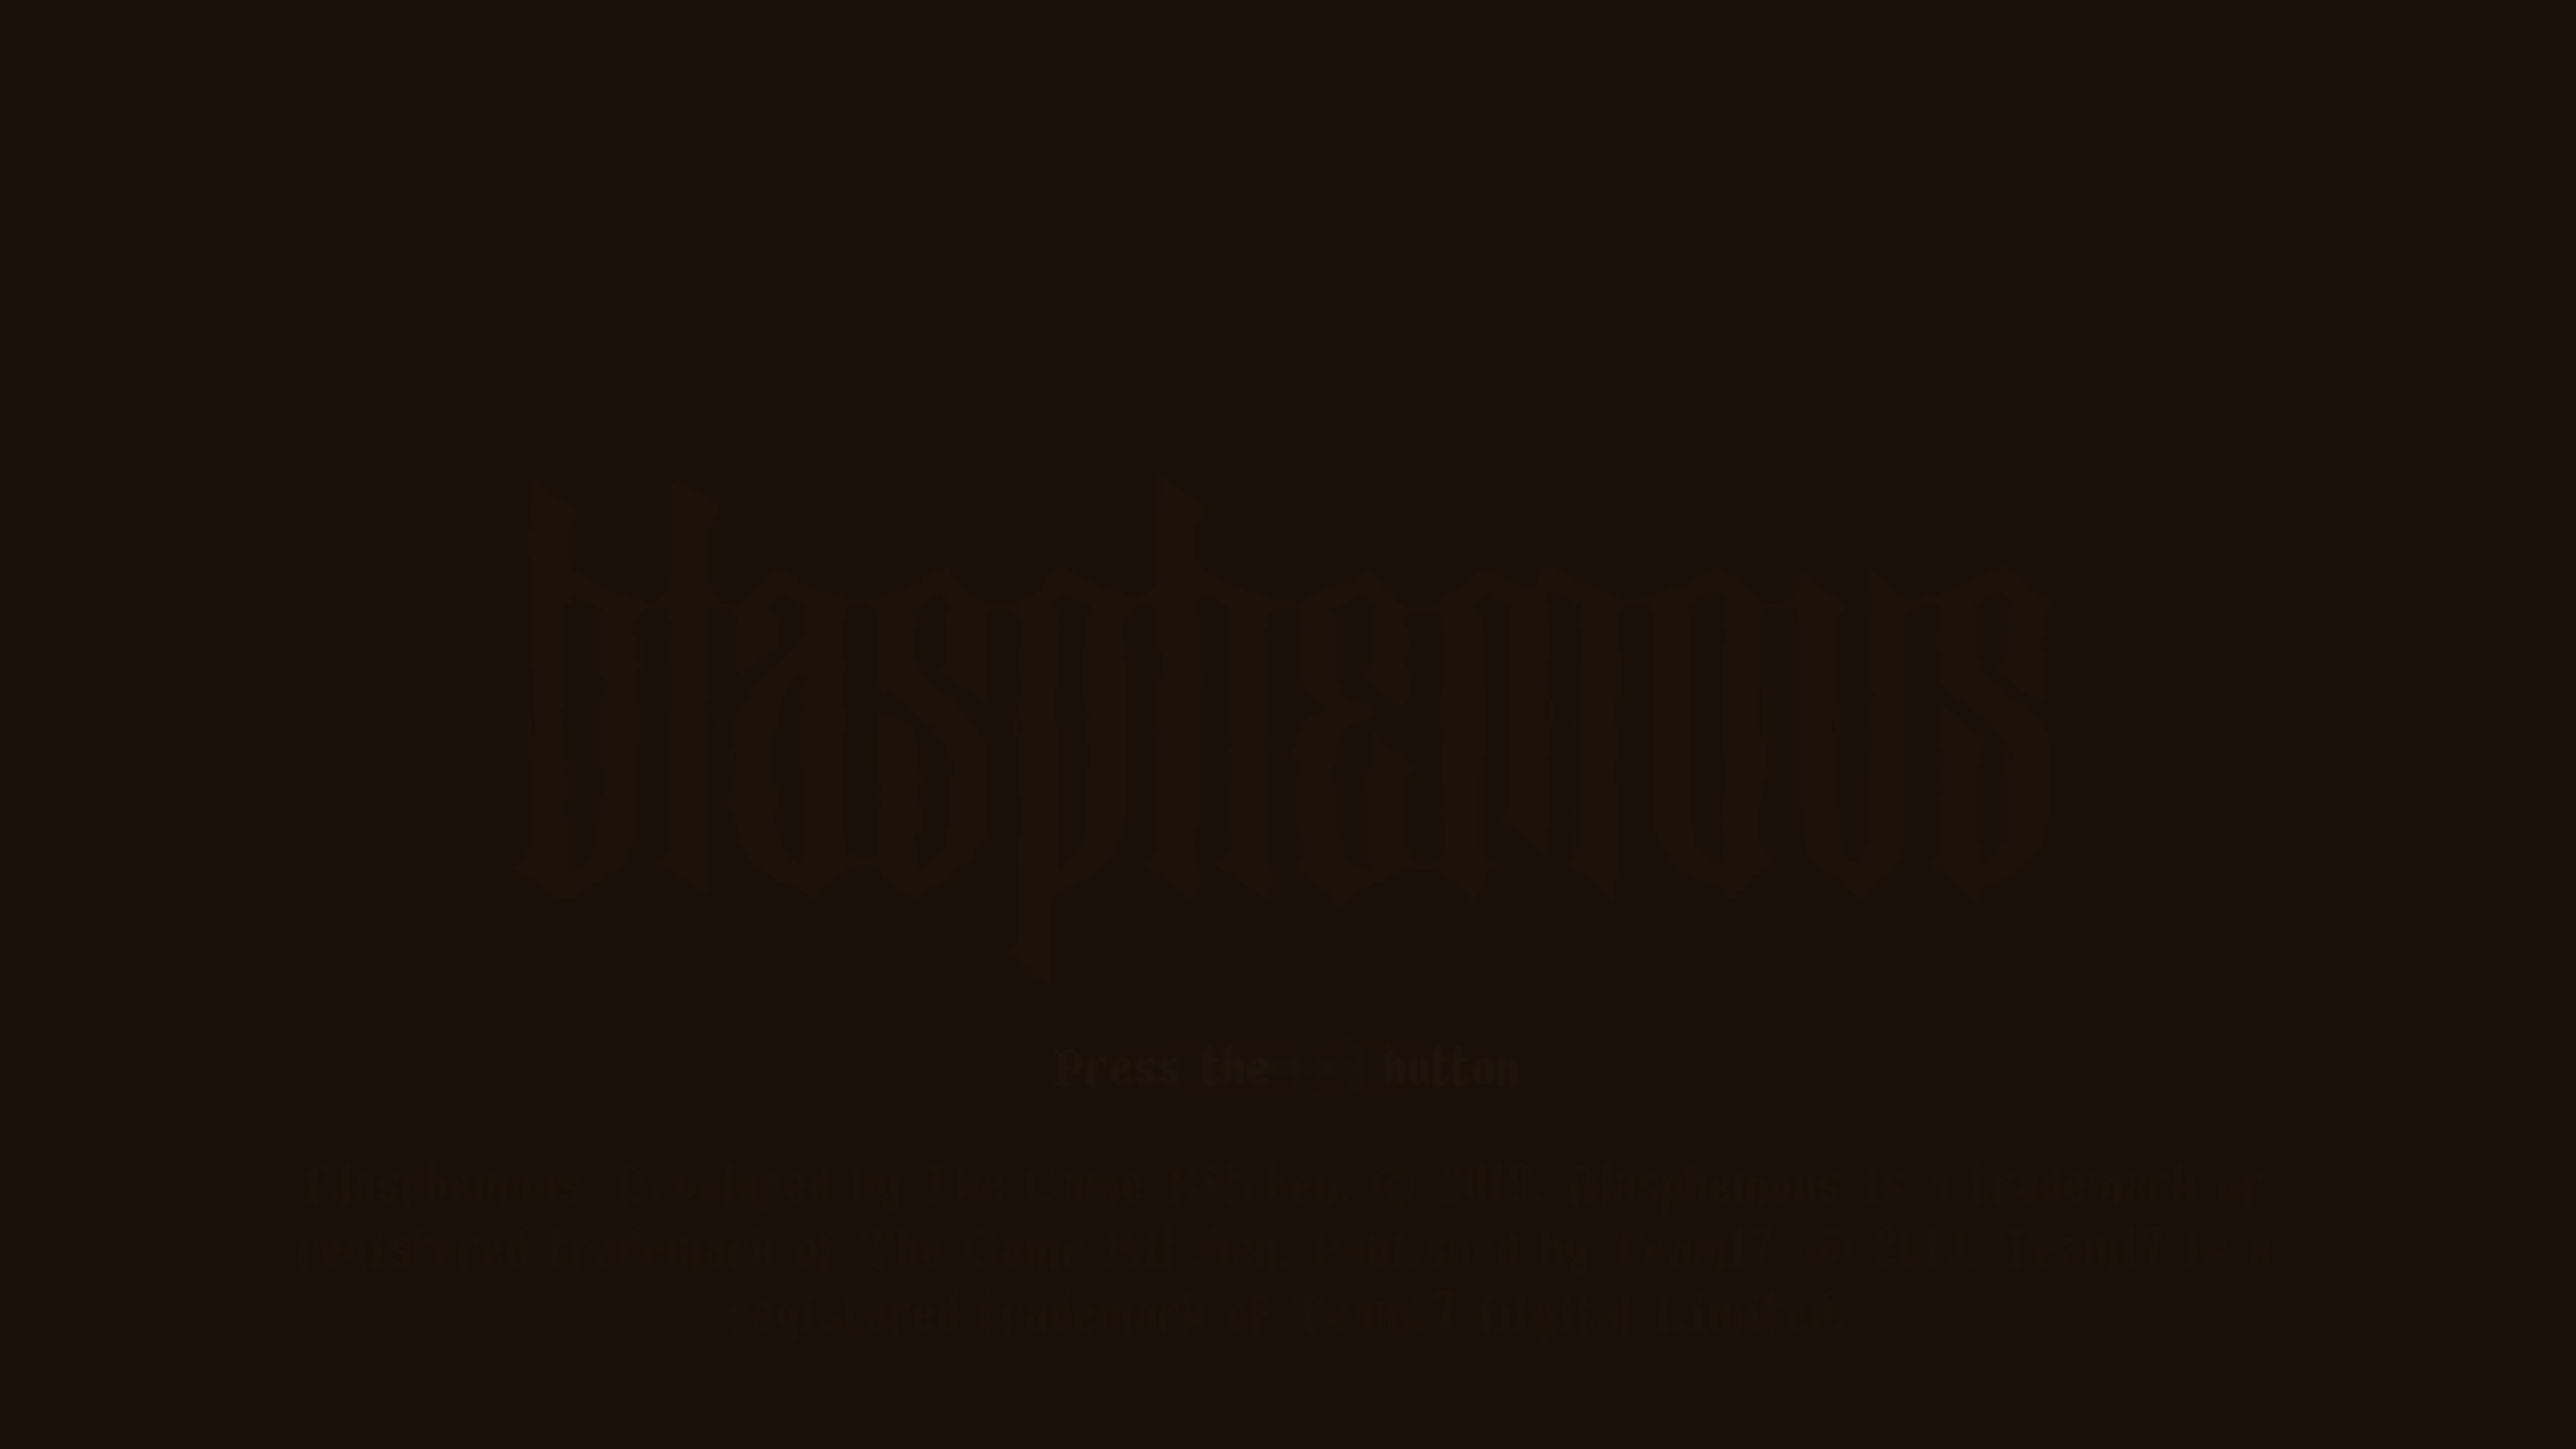 blasphemous
Press the button
Blasphemous. Developed by The Game Kitchen. © 2019. Blasphemous is a trademark or
registered trademark of The Game Kitchen. Published by Team17. © 2019. Team17 is a
registered trademark of Team17 Digital Limited.